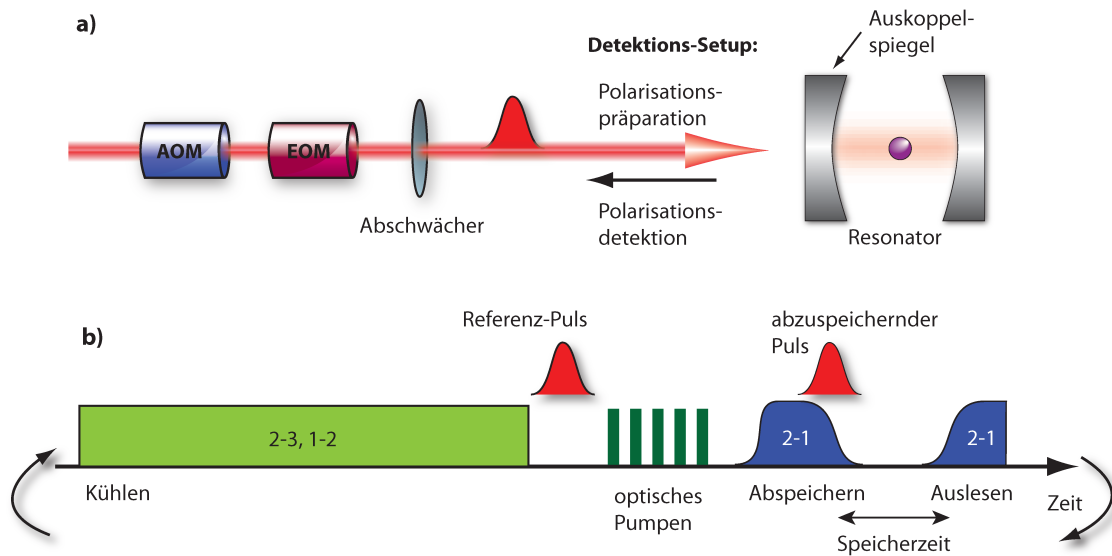 a)
AOM
EOM
Abschwächer
Detektions-Setup:
Polarisations-
präparation
Polarisations-
detektion
Auskoppel-
spiegel
Resonator
b)
Referenz-Puls
abzuspeichernder
Puls
2-3, 1-2
2-1
2-1
Kühlen
optisches
Pumpen
Abspeichern
Auslesen
Zeit
Speicherzeit